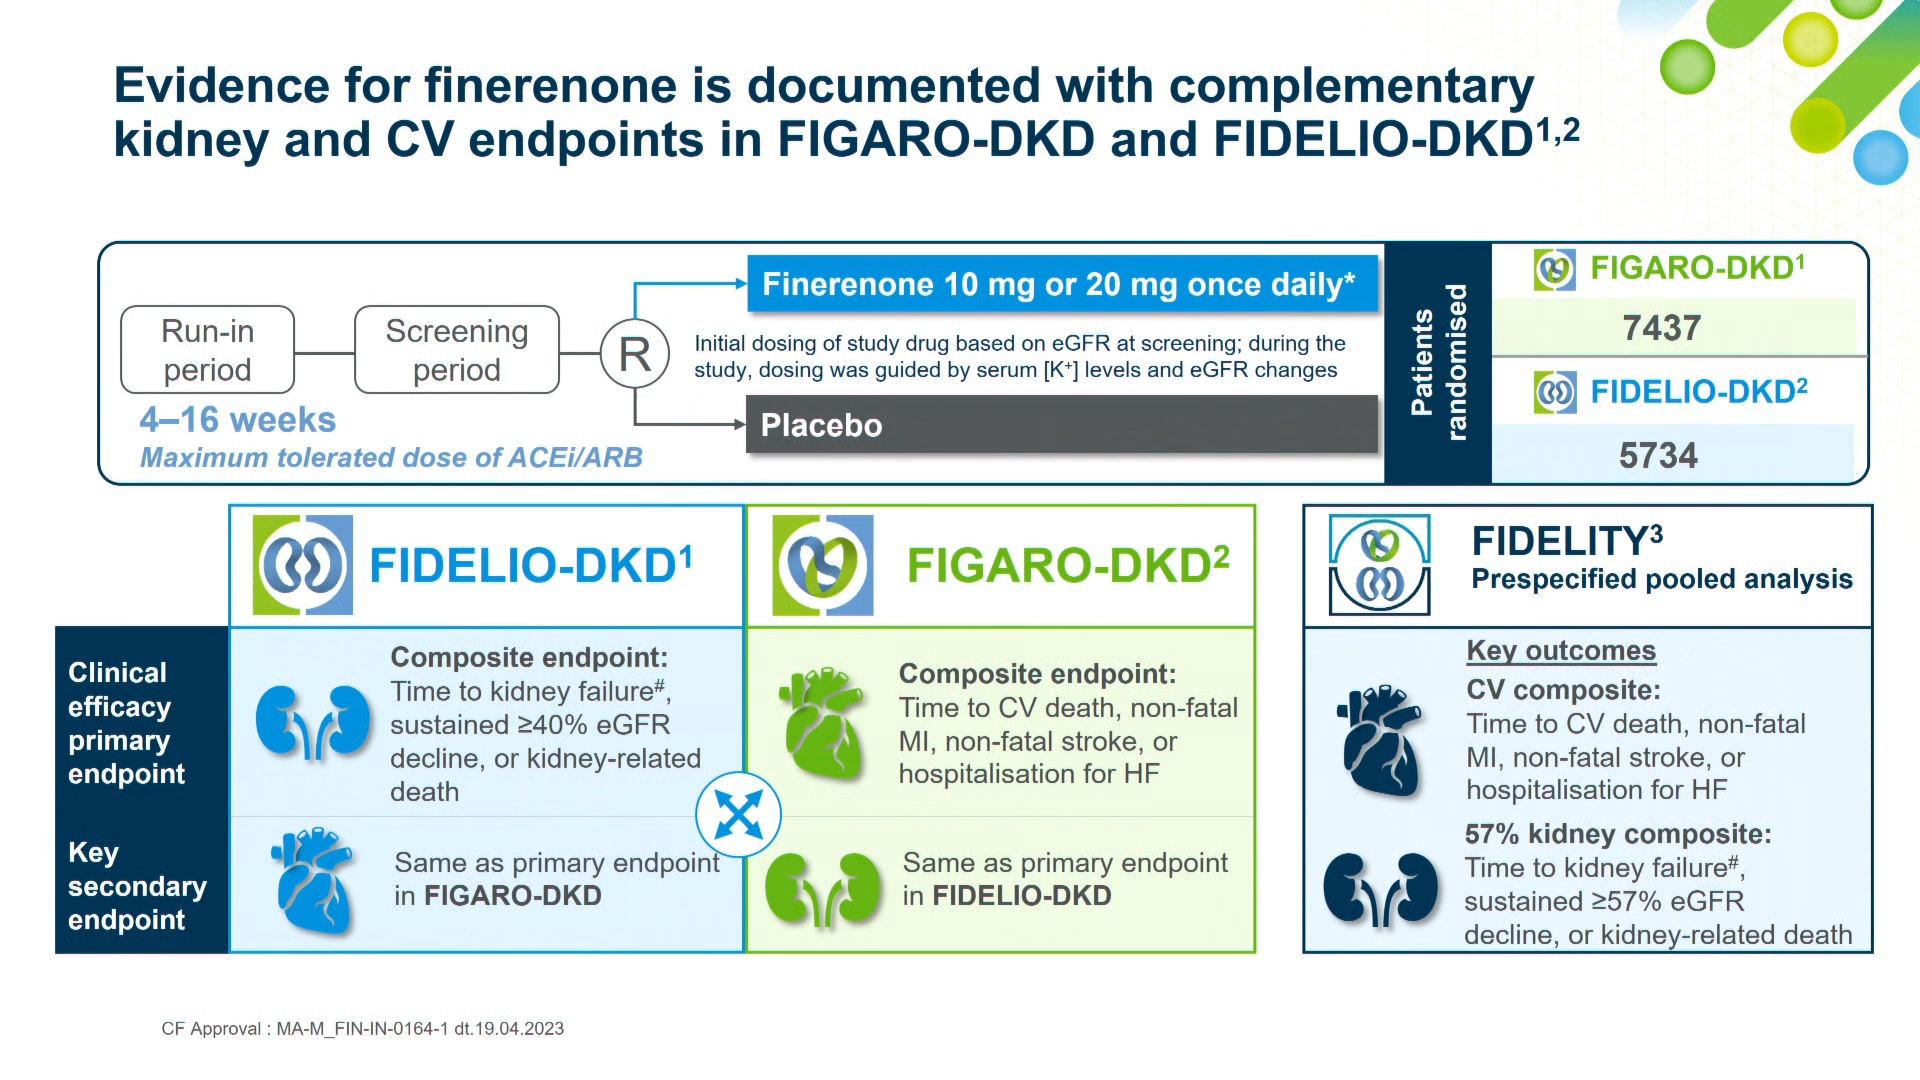 Evidence for finerenone is documented with complementary
kidney and CV endpoints in FIGARO-DKD and FIDELIO-DKD1,2
Run-in
period
Screening
period
4–16 weeks
Maximum tolerated dose of ACEi/ARB
R
Finerenone 10 mg or 20 mg once daily*
Initial dosing of study drug based on eGFR at screening; during the
study, dosing was guided by serum [K+] levels and eGFR changes
Placebo
Patients
randomised
FIGARO-DKD1
7437
FIDELIO-DKD2
5734
FIDELIO-DKD1
FIGARO-DKD2
FIDELITY3
Prespecified pooled analysis
Clinical
efficacy
primary
endpoint
Composite endpoint:
Time to kidney failure#,
sustained ≥40% eGFR
decline, or kidney-related
death
Composite endpoint:
Time to CV death, non-fatal
MI, non-fatal stroke, or
hospitalisation for HF
Key
secondary
endpoint
Same as primary endpoint
in FIGARO-DKD
Same as primary endpoint
in FIDELIO-DKD
Key outcomes
CV composite:
Time to CV death, non-fatal
MI, non-fatal stroke, or
hospitalisation for HF
57% kidney composite:
Time to kidney failure#,
sustained ≥57% eGFR
decline, or kidney-related death
CF Approval : MA-M_FIN-IN-0164-1 dt.19.04.2023